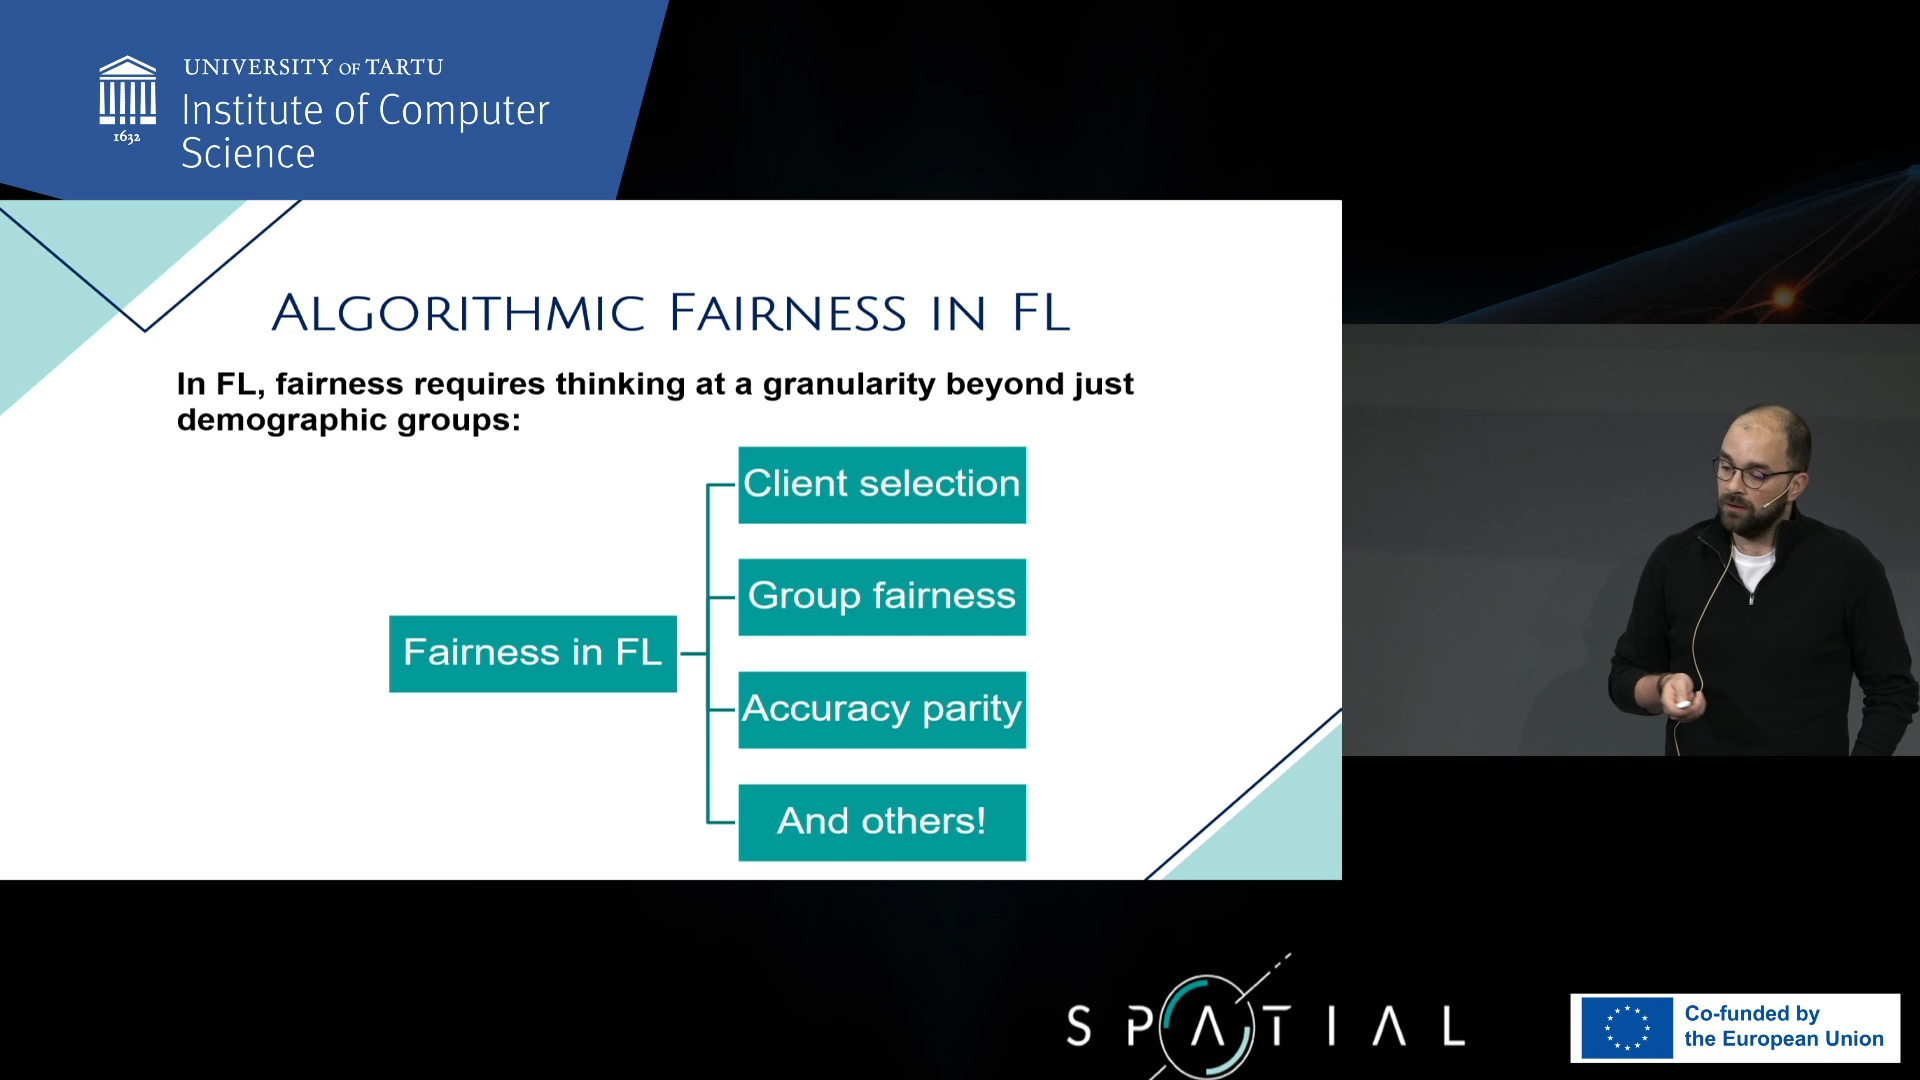 UNIVERSITY OF TARTU
Institute of Computer
Science
1632
ALGORITHMIC FAIRNESS IN FL
In FL, fairness requires thinking at a granularity beyond just
demographic groups:
Client selection
Group fairness
Fairness in FL
Accuracy parity
And others!
SPATIAL
Co-funded by
the European Union